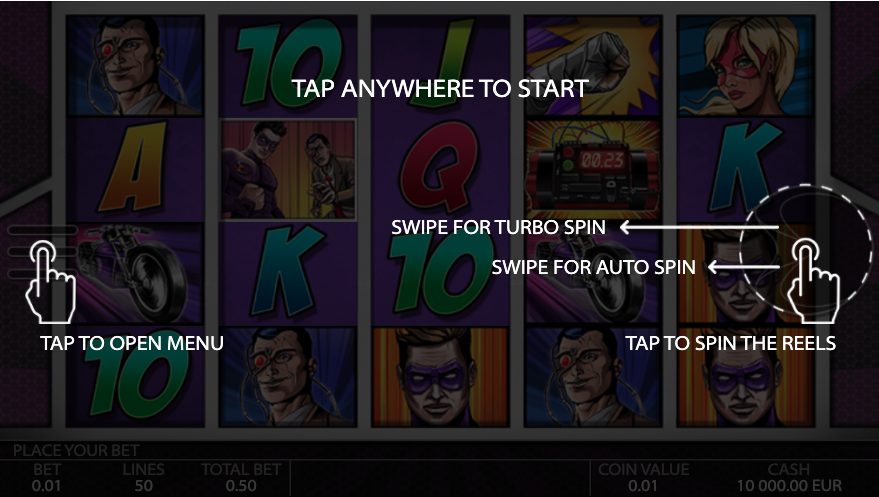 10
J
TAP ANYWHERE TO START
A
Q
00.23
K
SWIPE FOR TURBO SPIN
K
10
SWIPE FOR AUTO SPIN
TAP TO OPEN MENU
TAP TO SPIN THE REELS
10
PLACE YOUR BET
BET
LINES
TOTAL BET
COIN VALUE
CASH
0.01
50
0.50
0.01
10 000.00 EUR